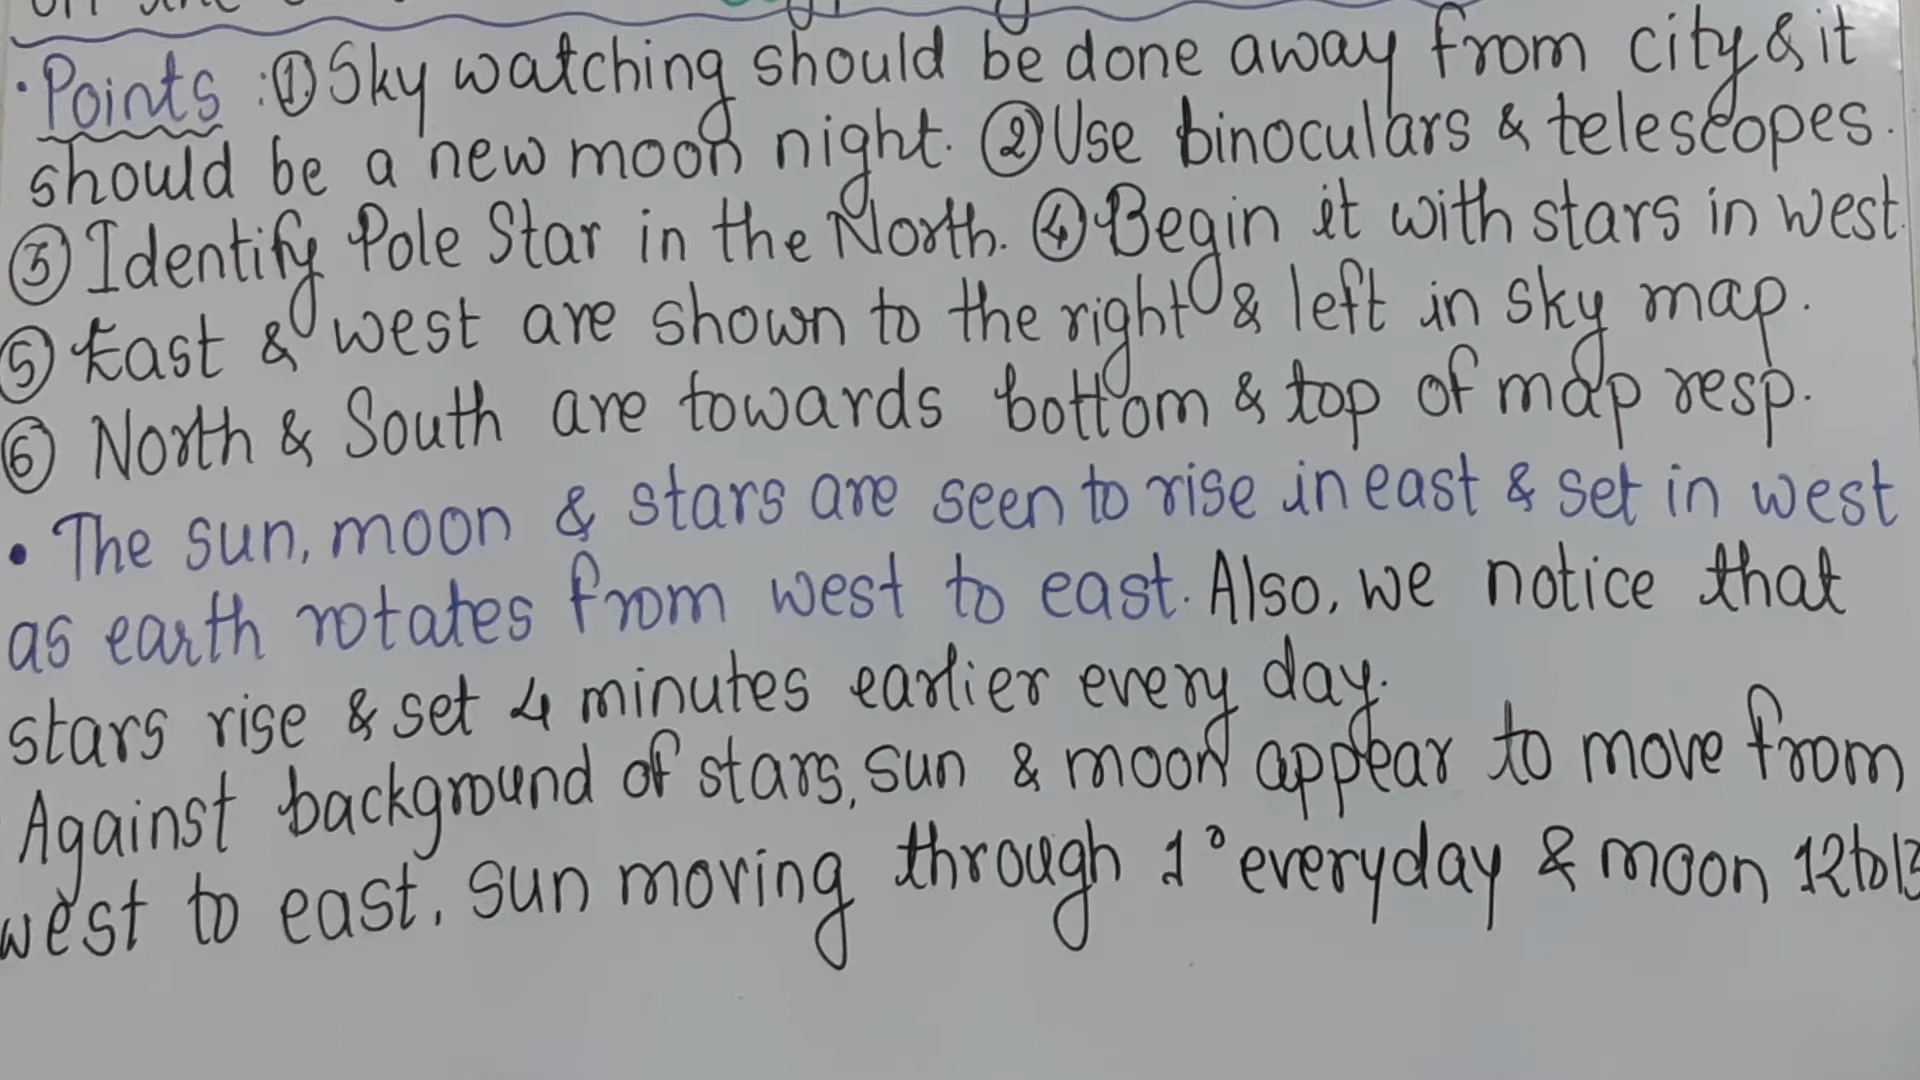 • Points : ① Sky watching should be done away from city & it
should be a new moon night. ② Use binoculars & telescopes.
③ Identify Pole Star in the North. ④ Begin it with stars in west.
⑤ East & west are shown to the right & left in sky map.
⑥ North & South are towards bottom & top of map resp.
• The sun, moon & stars are seen to rise in east & set in west
as earth rotates from west to east. Also, we notice that
stars rise & set 4 minutes earlier every day.
Against background of stars, sun & moon appear to move from
west to east. sun moving through 1° everyday & moon 12 to 13